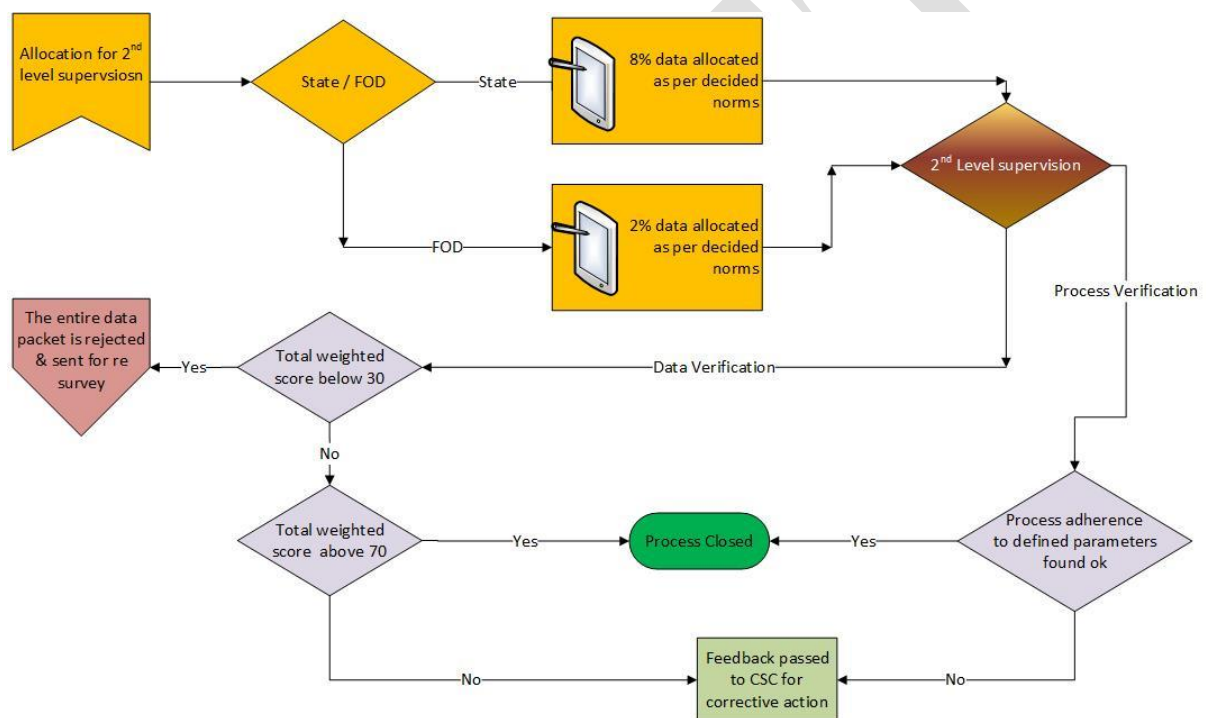 Allocation for 2nd
level supervsiosn
State / FOD
State
8% data allocated
as per decided
norms
2nd Level supervision
FOD
2% data allocated
as per decided
norms
Process Verification
The entire data
packet is rejected
& sent for re
survey
Yes
Total weighted
score below 30
Data Verification
No
Total weighted
score above 70
Yes
Process Closed
Yes
Process adherence
to defined parameters
found ok
No
Feedback passed
to CSC for
corrective action
No